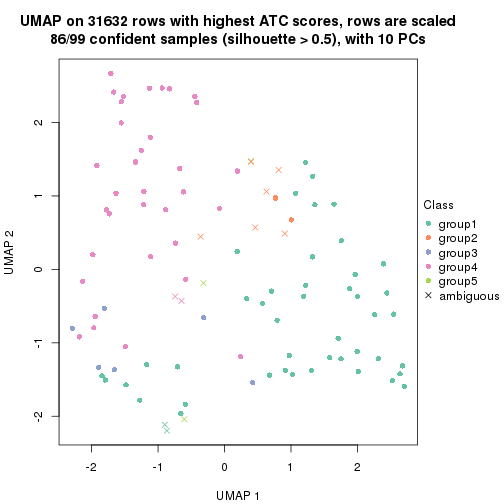 UMAP on 31632 rows with highest ATC scores, rows are scaled
86/99 confident samples (silhouette > 0.5), with 10 PCs
UMAP 2
2
1
0
-1
-2
-2
-1
0
1
2
UMAP 1
Class
group1
group2
group3
group4
group5
ambiguous